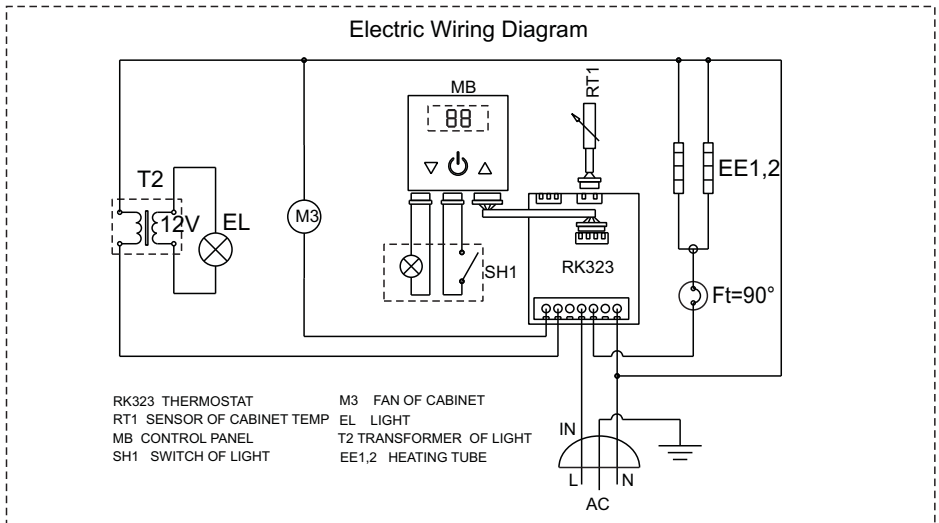 Electric Wiring Diagram
MB
RT1
88
T2
12V
EL
M3
EE1,2
SH1
RK323
Ft=90°
RK323 THERMOSTAT
RT1 SENSOR OF CABINET TEMP
MB CONTROL PANEL
SH1 SWITCH OF LIGHT
M3 FAN OF CABINET
EL LIGHT
T2 TRANSFORMER OF LIGHT
EE1,2 HEATING TUBE
IN
L
N
AC